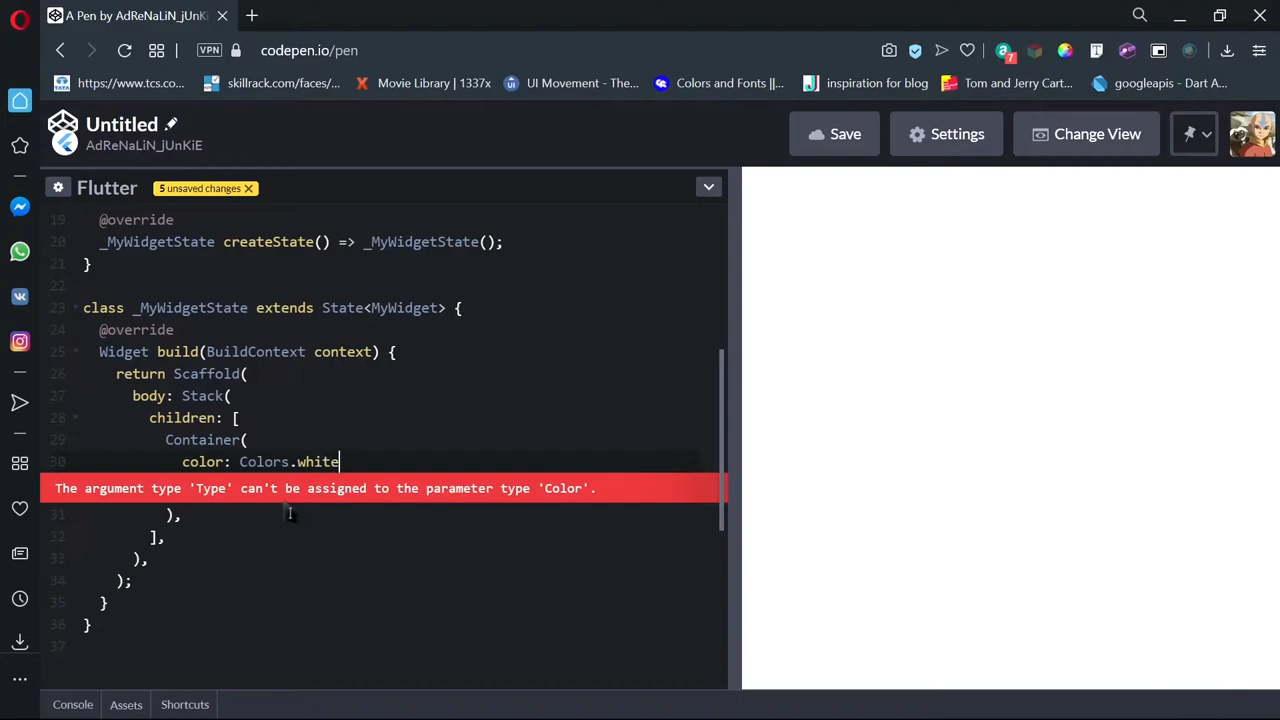 A Pen by AdReNaLiN_jUnKi
VPN
codepen.io/pen
7
https://www.tcs.co...
skillrack.com/faces/...
Movie Library | 1337x
UI Movement - The...
Colors and Fonts ||...
inspiration for blog
Tom and Jerry Cart...
googleapis - Dart A...
Untitled
AdReNaLiN_jUnKiE
Save
Settings
Change View
Flutter
5 unsaved changes ×
19 @override
20 _MyWidgetState createState() => _MyWidgetState();
21 }
22
23 class _MyWidgetState extends State<MyWidget> {
24 @override
25 Widget build(BuildContext context) {
26 return Scaffold(
27 body: Stack(
28 children: [
29 Container(
30 color: Colors.white
The argument type 'Type' can't be assigned to the parameter type 'Color'.
31 ),
32 ],
33 ),
34 );
35 }
36 }
37
Console
Assets
Shortcuts